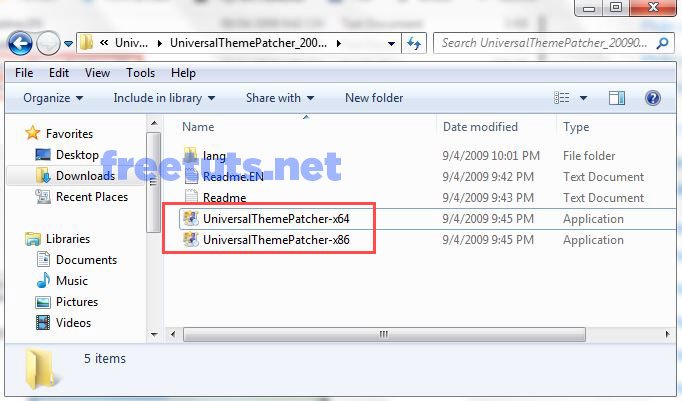 Univ... UniversalThemePatcher_200... Search UniversalThemePatcher_20090...
File Edit View Tools Help
Organize Include in library Share with New folder
Favorites
Desktop
Downloads
Recent Places
Libraries
Documents
Music
Pictures
Videos
Name Date modified Type
lang 9/4/2009 10:01 PM File folder
Readme.EN 9/4/2009 9:42 PM Text Document
Readme 9/4/2009 9:43 PM Text Document
UniversalThemePatcher-x64 9/4/2009 9:45 PM Application
UniversalThemePatcher-x86 9/4/2009 9:45 PM Application
freetuts.net
5 items